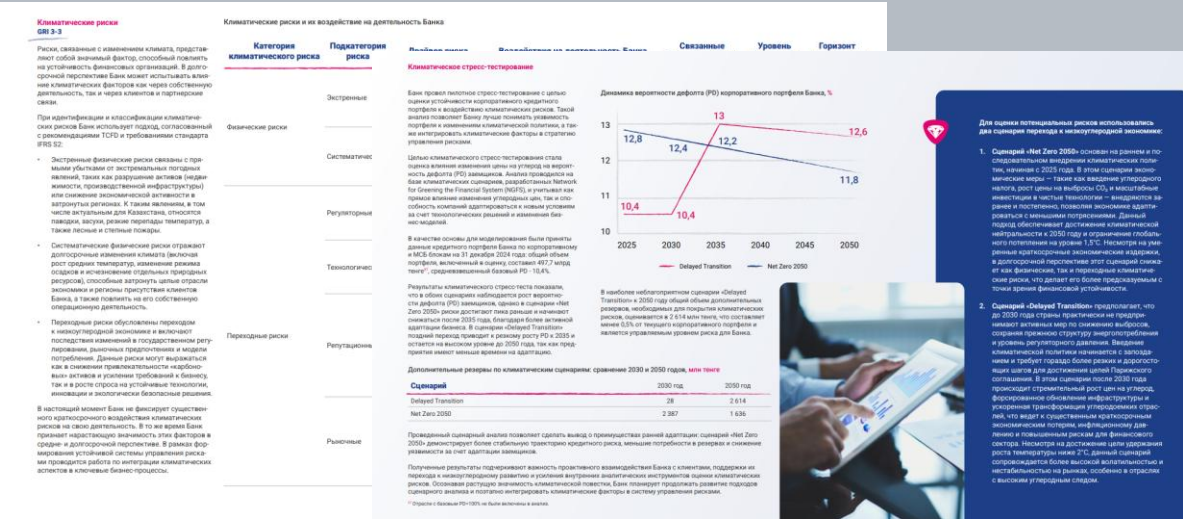 Климатические риски
GRI 3-3
Риски, связанные с изменением климата, представ-
ляют собой значимый фактор, способный повлиять
на устойчивость финансовых организаций. В долго-
срочной перспективе Банк может испытывать влия-
ние климатических факторов как через собственную
деятельность, так и через клиентов и партнерские
связи.
При идентификации и классификации климатиче-
ских рисков Банк использует подход, согласованный
с рекомендациями TCFD и требованиями стандарта
IFRS S2:
• Экстренные физические риски связаны с пря-
мыми убытками от экстремальных погодных
явлений, таких как разрушение активов (недви-
жимости, производственной инфраструктуры)
или снижение экономической активности в
затронутых регионах. К таким явлениям, в том
числе актуальным для Казахстана, относятся
паводки, засухи, резкие перепады температур, а
также лесные и степные пожары.
• Систематические физические риски отражают
долгосрочные изменения климата (включая
рост средних температур, изменение режима
осадков и исчезновение отдельных природных
ресурсов), способные затронуть целые отрасли
экономики и регионы присутствия клиентов
Банка, а также повлиять на его собственную
операционную деятельность.
• Переходные риски обусловлены переходом
к низкоуглеродной экономике и включают
последствия изменений в государственном регу-
лировании, рыночных предпочтениях и модели
потребления. Данные риски могут выражаться
как в снижении привлекательности «карбоно-
вых» активов и усилении требований к бизнесу,
так и в росте спроса на устойчивые технологии,
инновации и экологически безопасные решения.
В настоящий момент Банк не фиксирует существен-
ного краткосрочного воздействия климатических
рисков на свою деятельность. В то же время Банк
признает нарастающую значимость этих факторов в
средне- и долгосрочной перспективе. В рамках фор-
мирования устойчивой системы управления риска-
ми проводится работа по интеграции климатических
аспектов в ключевые бизнес-процессы.
Климатические риски и их воздействие на деятельность Банка
Категория
климатического риска
Подкатегория
риска
Драйвер риска
Воздействие на деятельность Банка
Связанные
Уровень
Горизонт
Физические риски
Экстренные
Систематичес
Переходные риски
Регуляторные
Технологичес
Репутационны
Рыночные
Климатическое стресс-тестирование
Банк провел пилотное стресс-тестирование с целью
оценки устойчивости корпоративного кредитного
портфеля к воздействию климатических рисков. Такой
анализ позволяет Банку лучше понимать уязвимость
портфеля к изменениям климатической политики, а так-
же интегрировать климатические факторы в стратегию
управления рисками.
Целью климатического стресс-тестирования стала
оценка влияния изменения цены на углерод на вероят-
ность дефолта (PD) заемщиков. Анализ проводился на
базе климатических сценариев, разработанных Network
for Greening the Financial System (NGFS), и учитывал как
прямое влияние изменения углеродных цен, так и спо-
собность компаний адаптироваться к новым условиям
за счет технологических решений и изменения биз-
нес-моделей.
В качестве основы для моделирования были приняты
данные кредитного портфеля Банка по корпоративному
и МСБ блокам на 31 декабря 2024 года: общий объем
портфеля, включенный в оценку, составил 497,7 млрд
тенге, средневзвешенный базовый PD - 10,4%.
Результаты климатического стресс-теста показали,
что в обоих сценариях наблюдается рост вероятно-
сти дефолта (PD) заемщиков, однако в сценарии «Net
Zero 2050» риски достигают пика раньше и начинают
снижаться после 2035 года, благодаря более активной
адаптации бизнеса. В сценарии «Delayed Transition»
поздний переход приводит к резкому росту PD к 2035 и
остается на высоком уровне до 2050 года, так как пред-
приятия имеют меньше времени на адаптацию.
Динамика вероятности дефолта (PD) корпоративного портфеля Банка, %
13
12
11
10
12,8
12,4
13
12,2
12,6
11,8
10,4
10,4
2025 2030 2035 2040 2045 2050
Delayed Transition Net Zero 2050
В наиболее неблагоприятном сценарии «Delayed
Transition» к 2050 году общий объем дополнительных
резервов, необходимых для покрытия климатических
рисков, оценивается в 2 614 млн тенге, что составляет
менее 0,5% от текущего корпоративного портфеля и
является управляемым уровнем риска для Банка.
Дополнительные резервы по климатическим сценариям: сравнение 2030 и 2050 годов, млн тенге
Сценарий 2030 год 2050 год
Delayed Transition 28 2 614
Net Zero 2050 2 387 1 636
Проведенный сценарный анализ позволяет сделать вывод о преимуществах ранней адаптации: сценарий «Net Zero
2050» демонстрирует более стабильную траекторию кредитного риска, меньшие потребности в резервах и снижение
уязвимости за счет адаптации заемщиков.
Полученные результаты подчеркивают важность проактивного взаимодействия Банка с клиентами, поддержки их
перехода к низкоуглеродному развитию и усиления внутренних аналитических инструментов оценки климатических
рисков. Осознавая растущую значимость климатической повестки, Банк планирует продолжать развитие подходов
сценарного анализа и поэтапно интегрировать климатические факторы в систему управления рисками.
Отрасли с базовым PD=100% не были включены в анализ.
Для оценки потенциальных рисков использовались
два сценария перехода к низкоуглеродной экономике:
1. Сценарий «Net Zero 2050» основан на раннем и по-
следовательном внедрении климатических поли-
тик, начиная с 2025 года. В этом сценарии эконо-
мические меры — такие как введение углеродного
налога, рост цены на выбросы CO₂ и масштабные
инвестиции в чистые технологии — внедряются за-
ранее и постепенно, позволяя экономике адапти-
роваться с меньшими потрясениями. Данный
подход обеспечивает достижение климатической
нейтральности к 2050 году и ограничение глобаль-
ного потепления на уровне 1,5°C. Несмотря на уме-
ренные краткосрочные экономические издержки,
в долгосрочной перспективе этот сценарий снижа-
ет как физические, так и переходные климатиче-
ские риски, что делает его более предсказуемым с
точки зрения финансовой устойчивости.
2. Сценарий «Delayed Transition» предполагает, что
до 2030 года страны практически не предпри-
нимают активных мер по снижению выбросов,
сохраняя прежнюю структуру энергопотребления
и уровень регуляторного давления. Введение
климатической политики начинается с запозда-
нием и требует гораздо более резких и дорогосто-
ящих шагов для достижения целей Парижского
соглашения. В этом сценарии после 2030 года
происходит стремительный рост цен на углерод,
форсированное обновление инфраструктуры и
ускоренная трансформация углеродоемких отрас-
лей, что ведет к существенным краткосрочным
экономическим потерям, инфляционному дав-
лению и повышенным рискам для финансового
сектора. Несмотря на достижение цели удержания
роста температуры ниже 2°C, данный сценарий
сопровождается более высокой волатильностью и
нестабильностью на рынках, особенно в отраслях
с высоким углеродным следом.